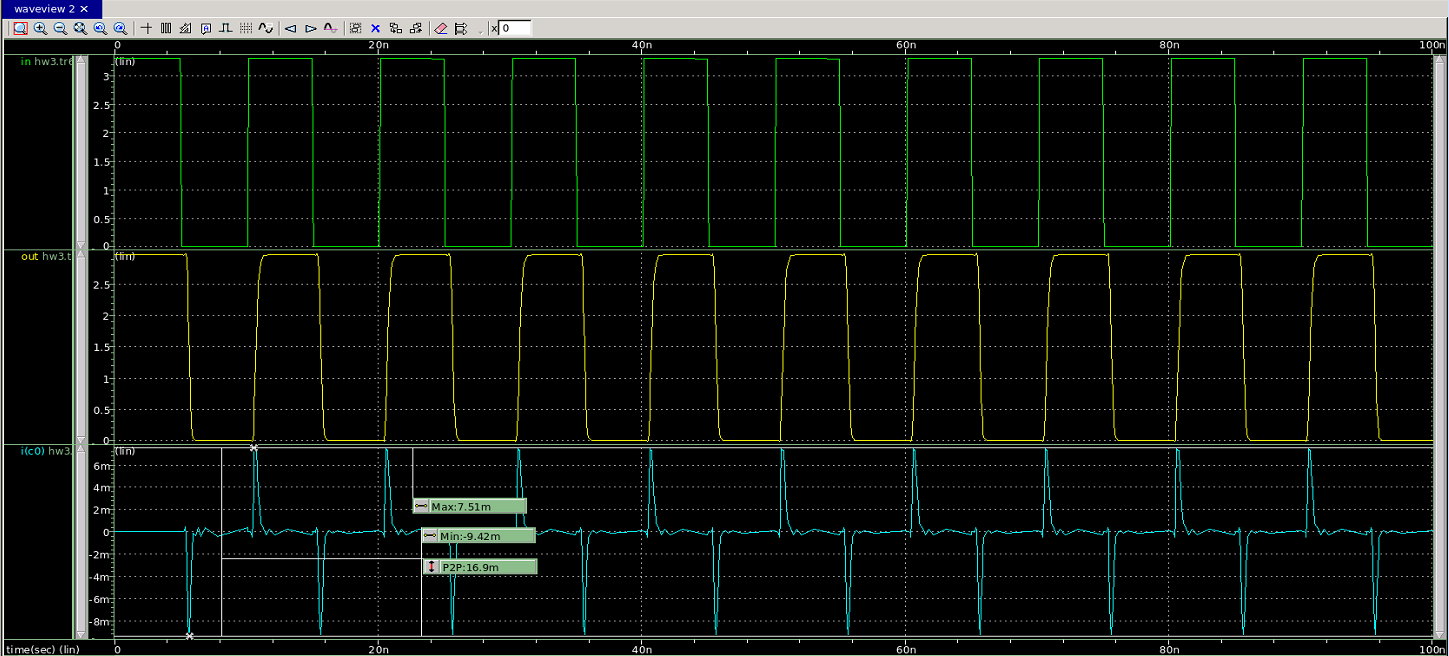 waveview 2 ×
x 0
0 20n 40n 60n 80n 100n
in hw3.tr
(lin)
3
2.5
2
1.5
1
0.5
0
out hw3.t
(lin)
2.5
2
1.5
1
0.5
0
i(c0) hw3.
(lin)
6m
4m
2m
0
-2m
-4m
-6m
-8m
Max:7.51m
Min:-9.42m
P2P:16.9m
time(sec) (lin) 0 20n 40n 60n 80n 100n